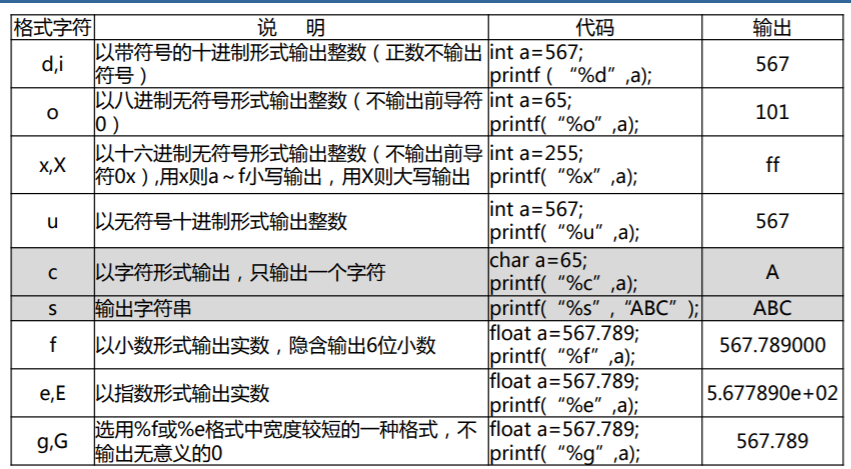 格式字符 说 明 代码 输出
d,i 以带符号的十进制形式输出整数（正数不输出 int a=567; 567
符号） printf ( “%d” ,a);
o 以八进制无符号形式输出整数（不输出前导符 int a=65; 101
0） printf( “%o” ,a);
x,X 以十六进制无符号形式输出整数（不输出前导 int a=255; ff
符0x）,用x则a～f小写输出，用X则大写输出 printf( “%x” ,a);
u 以无符号十进制形式输出整数 int a=567; 567
printf( “%u” ,a);
c 以字符形式输出，只输出一个字符 char a=65; A
printf( “%c” ,a);
s 输出字符串 printf( “%s” , “ABC” ); ABC
f 以小数形式输出实数，隐含输出6位小数 float a=567.789; 567.789000
printf( “%f” ,a);
e,E 以指数形式输出实数 float a=567.789; 5.677890e+02
printf( “%e” ,a);
g,G 选用%f或%e格式中宽度较短的一种格式，不 float a=567.789; 567.789
输出无意义的0 printf( “%g” ,a);